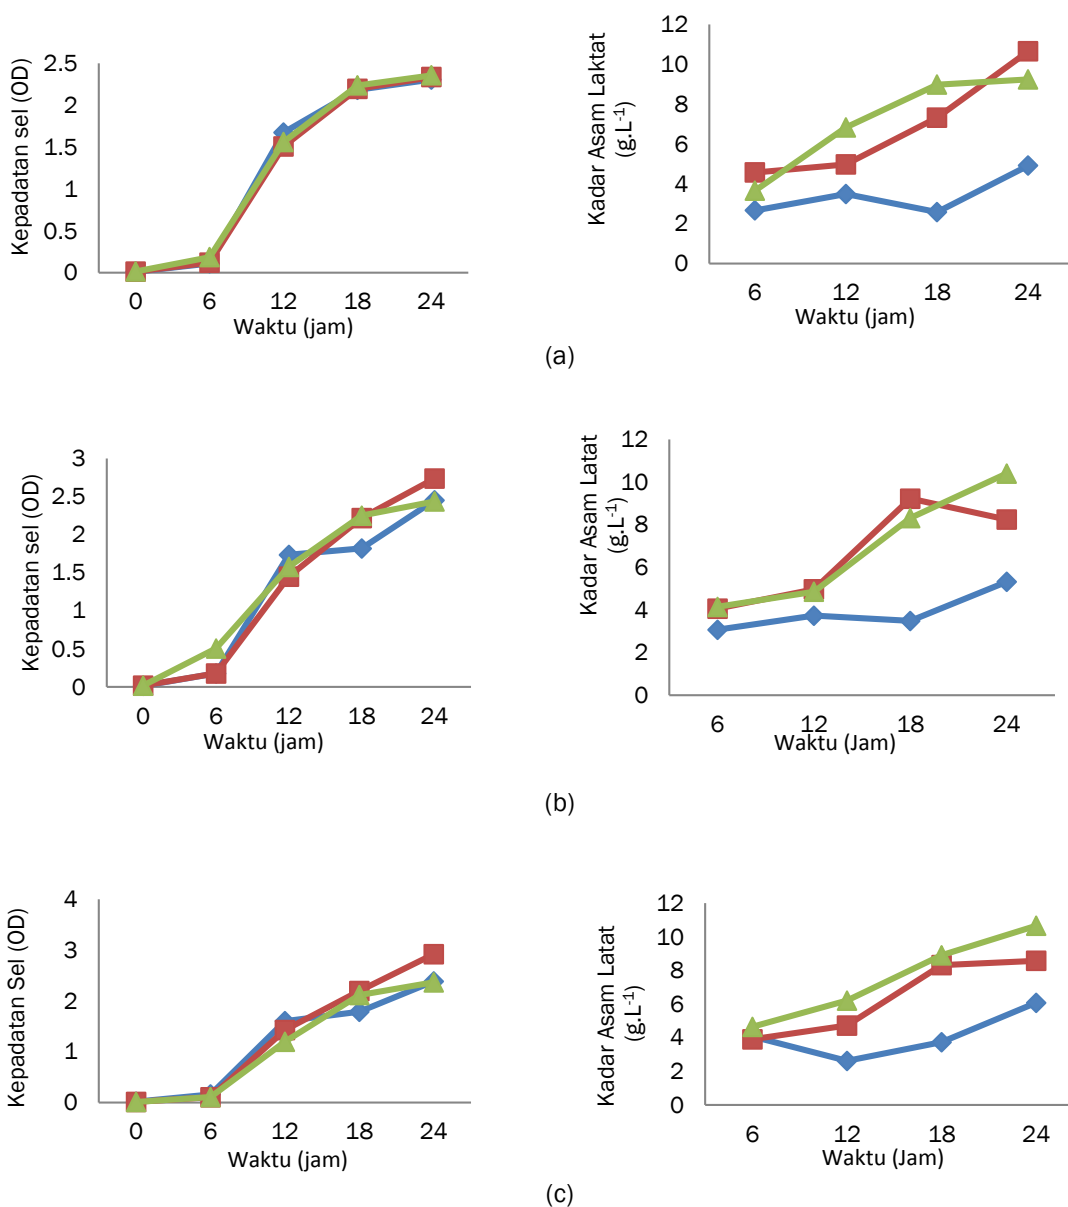 Kepadatan sel (OD)
2.5
2
1.5
1
0.5
0
0 6 12 18 24
Waktu (jam)
Kadar Asam Laktat
(g.L-1)
12
10
8
6
4
2
0
6 12 18 24
Waktu (jam)
(a)
Kepadatan sel (OD)
3
2.5
2
1.5
1
0.5
0
0 6 12 18 24
Waktu (jam)
Kadar Asam Latat
(g.L-1)
12
10
8
6
4
2
0
6 12 18 24
Waktu (Jam)
(b)
Kepadatan Sel (OD)
4
3
2
1
0
0 6 12 18 24
Waktu (jam)
Kadar Asam Latat
(g.L-1)
12
10
8
6
4
2
0
6 12 18 24
Waktu (Jam)
(c)